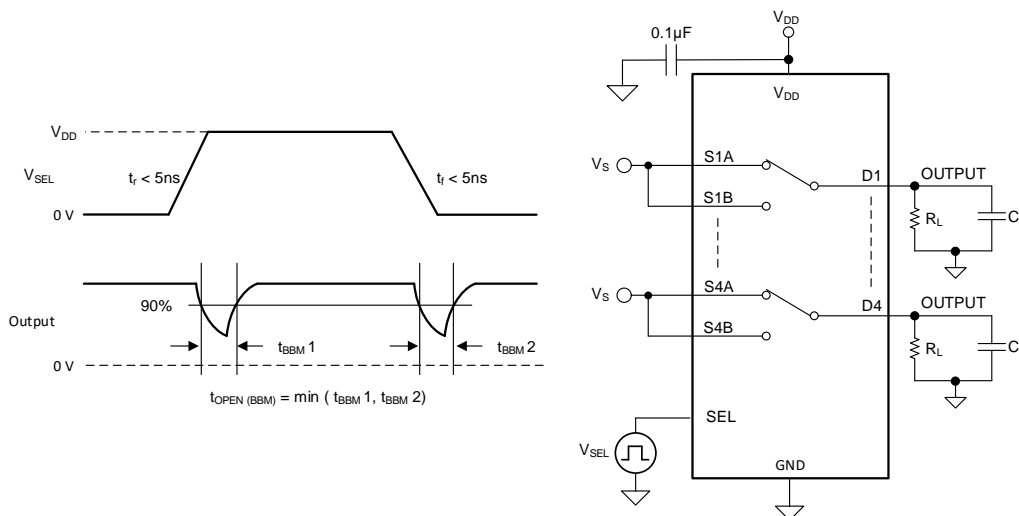 V_DD
V_SEL
t_r < 5ns
t_f < 5ns
0 V
90%
Output
t_BBM 1
t_BBM 2
0 V
t_OPEN (BBM) = min ( t_BBM 1, t_BBM 2)
V_DD
0.1µF
V_DD
V_S
S1A
S1B
D1
OUTPUT
R_L
C
V_S
S4A
S4B
D4
OUTPUT
R_L
C
SEL
V_SEL
GND